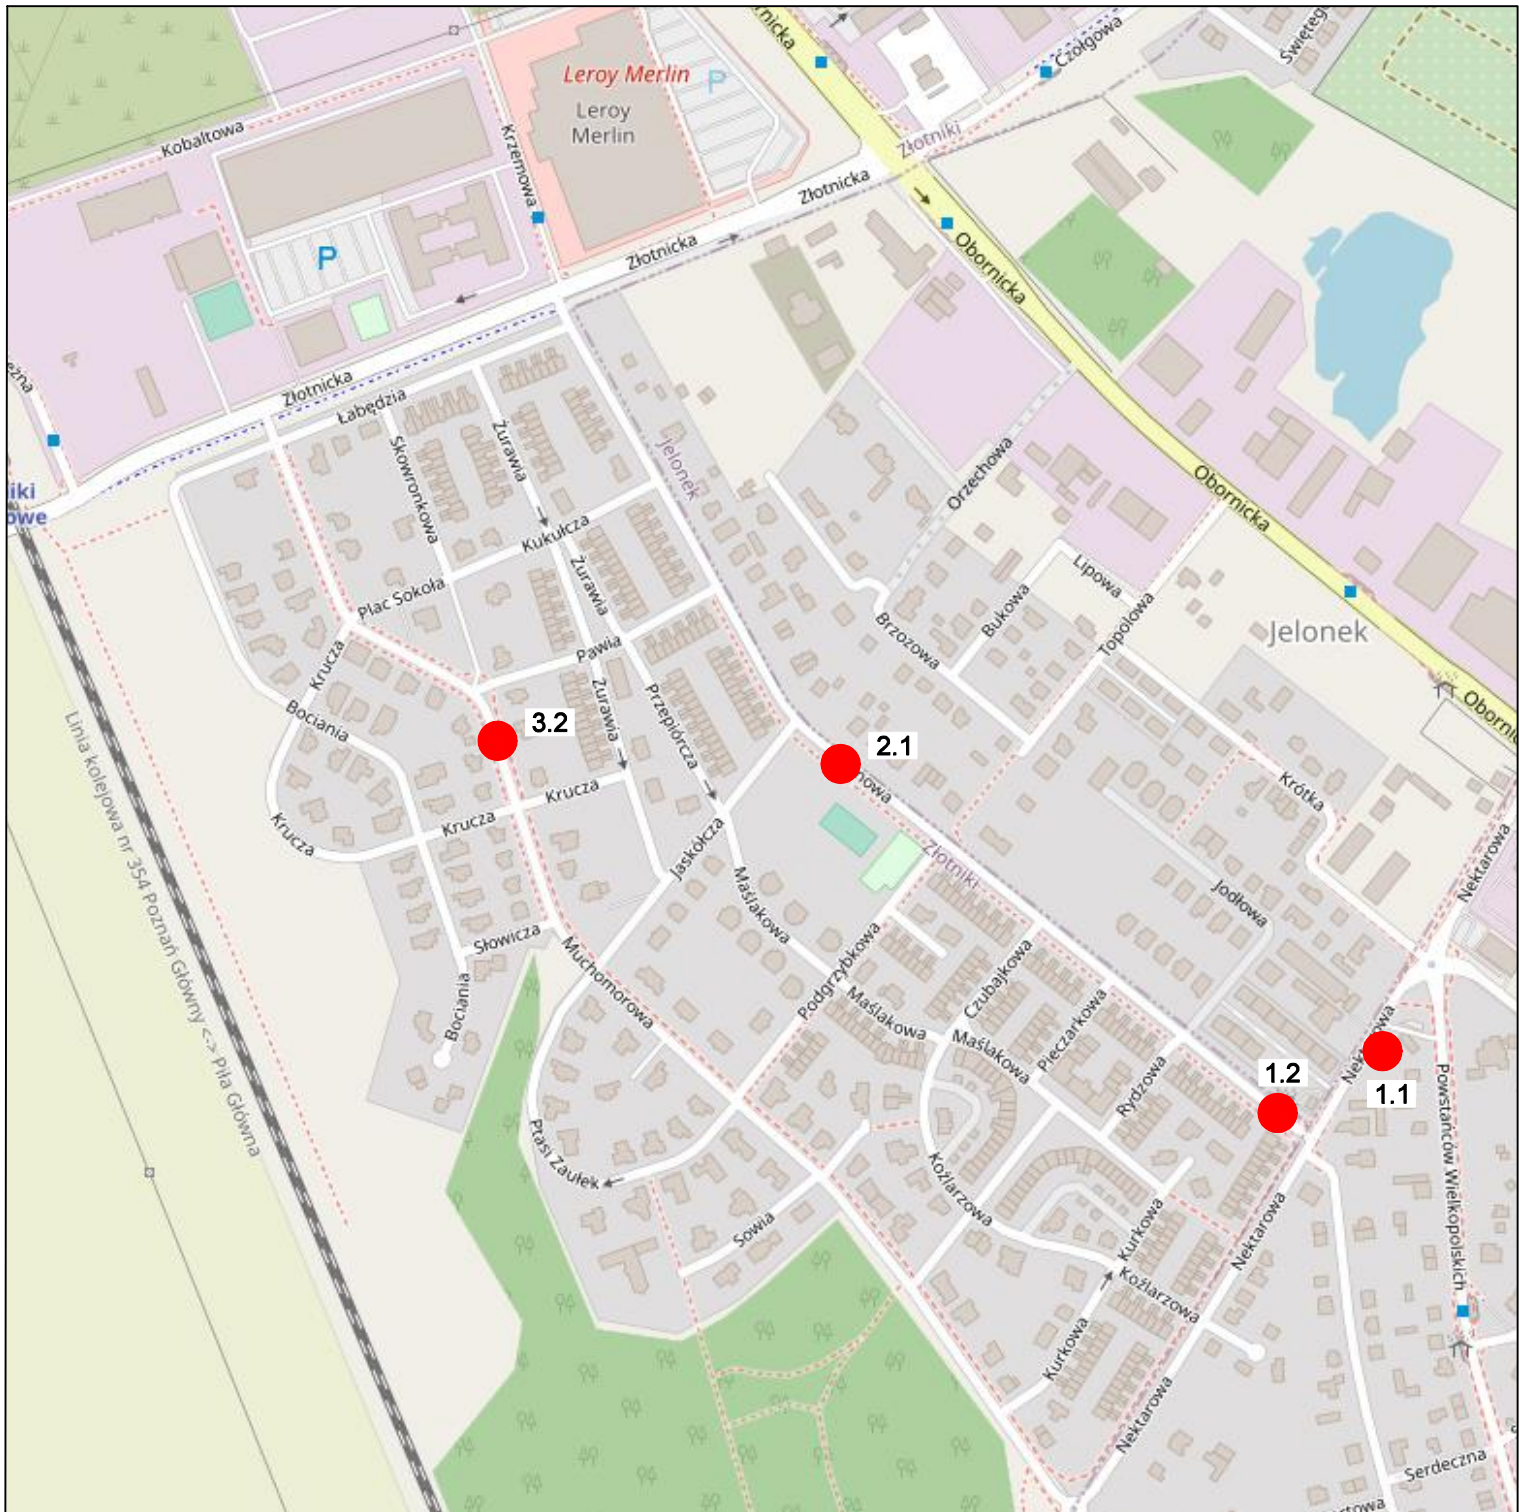 Obornicka
Czołgowa
Leroy Merlin
P
Leroy
Merlin
Kobaltowa
Krzemowa
Złotniki
Złotnicka
Złotnicka
P
Obornicka
Złotnicka
Łabędzia
Żurawia
Skowronkowa
Jelonek
Orzechowa
Obornicka
Kukułcza
Lipowa
Plac Sokoła
Żurawia
Bukowa
Topolowa
Brzozowa
Jelonek
Pawia
Krucza
Bociania
Żurawia
Przepiórcza
3.2
2.1
Krucza
Krucza
Krucza
Krótka
Linia kolejowa nr 354 Poznań Główny <-> Piła Główna
Jaskółcza
Złotniki
Nektarowa
Maślakowa
Jodłowa
Słowicza
Muchomorowa
Podgrzybkowa
Czubajkowa
Bociania
Maślakowa
Maślakowa
Pieczarkowa
Rydzowa
1.2
1.1
Powstańców Wielkopolskich
Ptasi Zaułek
Koźlarzowa
Sowia
Kurkowa
Nektarowa
Koźlarzowa
Kurkowa
Nektarowa
Serdeczna